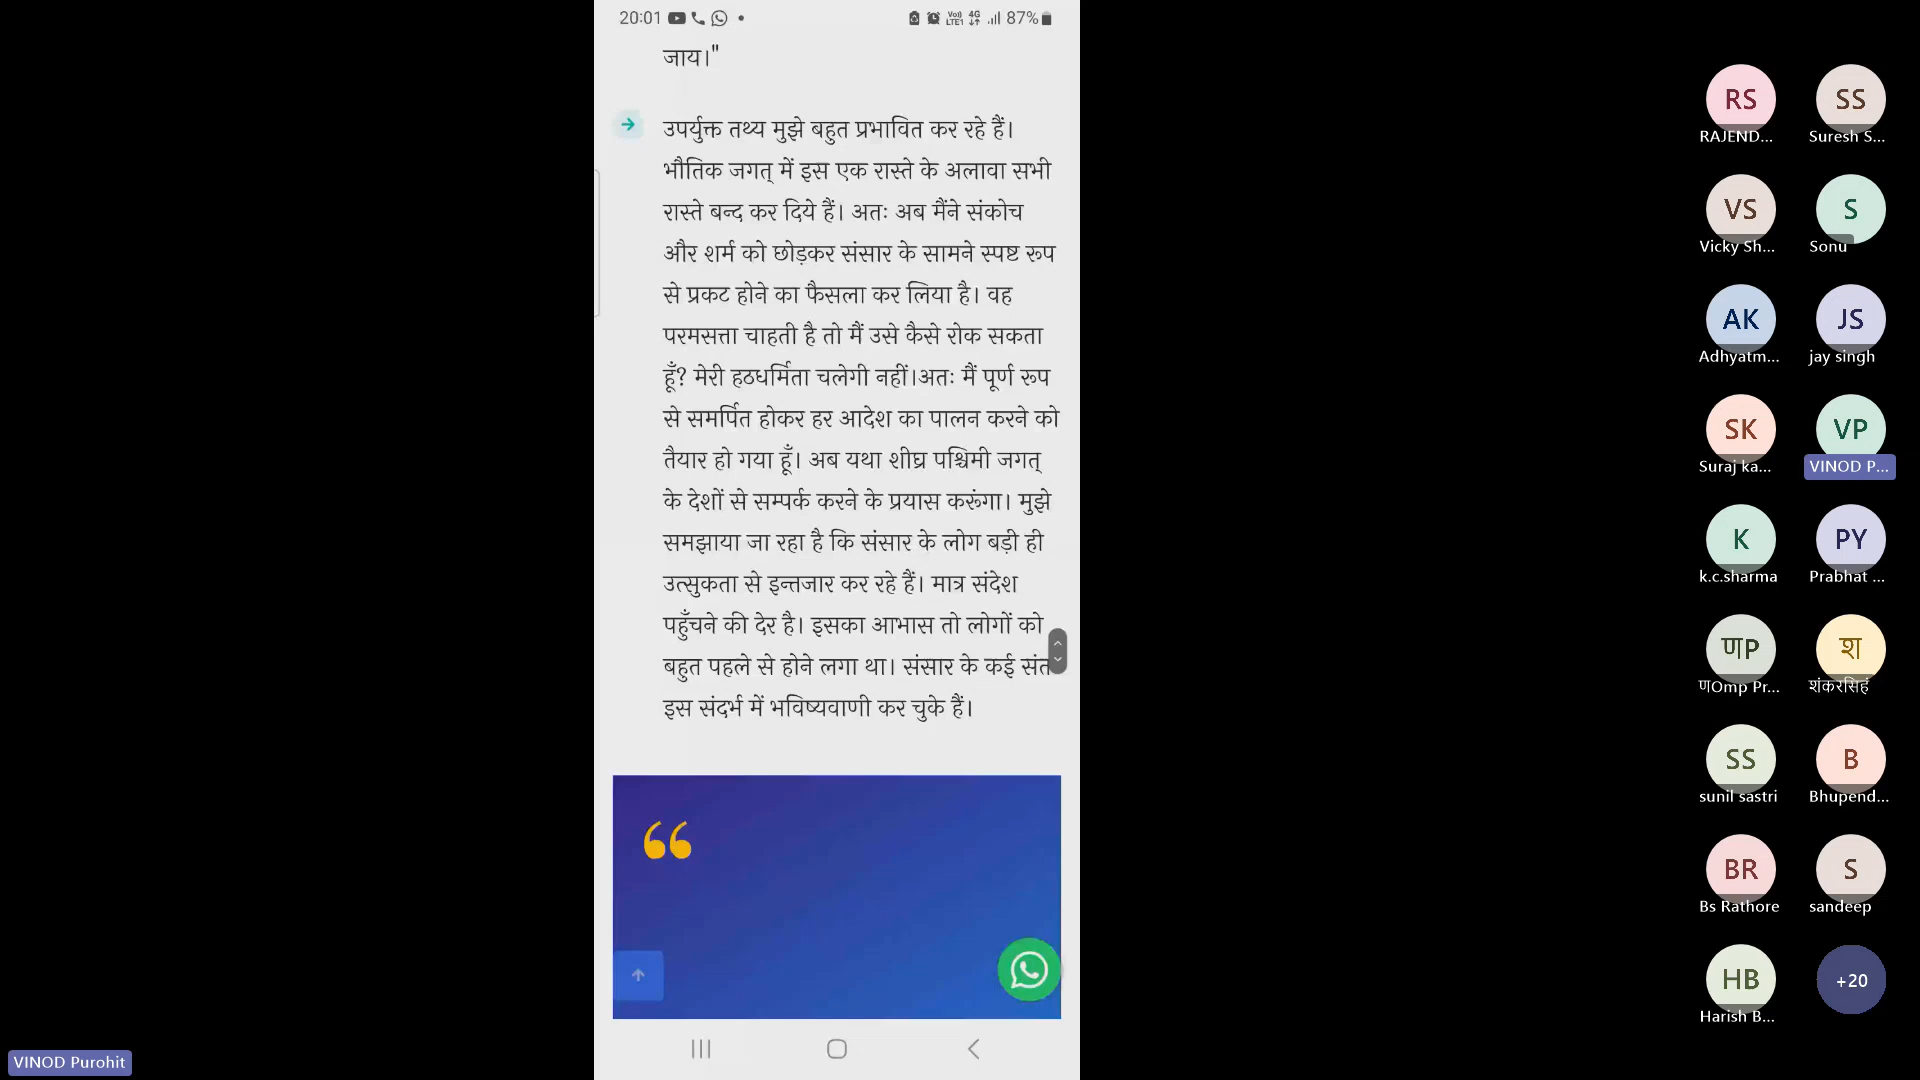 20:01
Vo) LTE1 4G 87%
जाय।"
उपर्युक्त तथ्य मुझे बहुत प्रभावित कर रहे हैं।
भौतिक जगत् में इस एक रास्ते के अलावा सभी
रास्ते बन्द कर दिये हैं। अतः अब मैंने संकोच
और शर्म को छोड़कर संसार के सामने स्पष्ट रूप
से प्रकट होने का फैसला कर लिया है। वह
परमसत्ता चाहती है तो मैं उसे कैसे रोक सकता
हूँ? मेरी हठधर्मिता चलेगी नहीं।अतः मैं पूर्ण रूप
से समर्पित होकर हर आदेश का पालन करने को
तैयार हो गया हूँ। अब यथा शीघ्र पश्चिमी जगत्
के देशों से सम्पर्क करने के प्रयास करूंगा। मुझे
समझाया जा रहा है कि संसार के लोग बड़ी ही
उत्सुकता से इन्तजार कर रहे हैं। मात्र संदेश
पहुँचने की देर है। इसका आभास तो लोगों को
बहुत पहले से होने लगा था। संसार के कई संत
इस संदर्भ में भविष्यवाणी कर चुके हैं।
“
RS
RAJEND...
SS
Suresh S...
VS
Vicky Sh...
S
Sonu
AK
Adhyatm...
JS
jay singh
SK
Suraj ka...
VP
VINOD P...
K
k.c.sharma
PY
Prabhat ...
णP
णOmp Pr...
श
शंकरसिहं
SS
sunil sastri
B
Bhupend...
BR
Bs Rathore
S
sandeep
HB
Harish B...
+20
VINOD Purohit